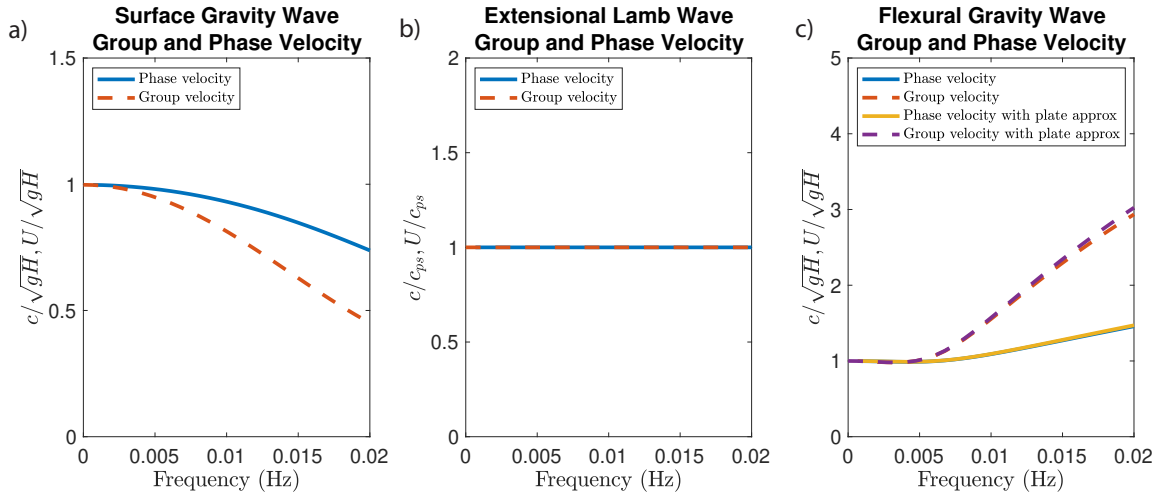 a)
Surface Gravity Wave
Group and Phase Velocity
1.5
1
0.5
0
c/√gH, U/√gH
Phase velocity
Group velocity
0
0.005
0.01
0.015
0.02
Frequency (Hz)
b)
Extensional Lamb Wave
Group and Phase Velocity
2
1.5
1
0.5
0
c/c_ps, U/c_ps
Phase velocity
Group velocity
0
0.005
0.01
0.015
0.02
Frequency (Hz)
c)
Flexural Gravity Wave
Group and Phase Velocity
5
4
3
2
1
0
c/√gH, U/√gH
Phase velocity
Group velocity
Phase velocity with plate approx
Group velocity with plate approx
0
0.005
0.01
0.015
0.02
Frequency (Hz)